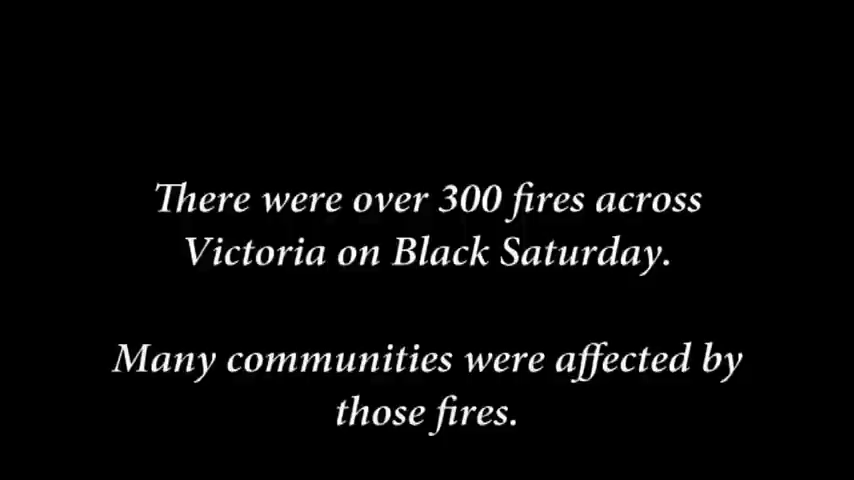 There were over 300 fires across
Victoria on Black Saturday.
Many communities were affected by
those fires.